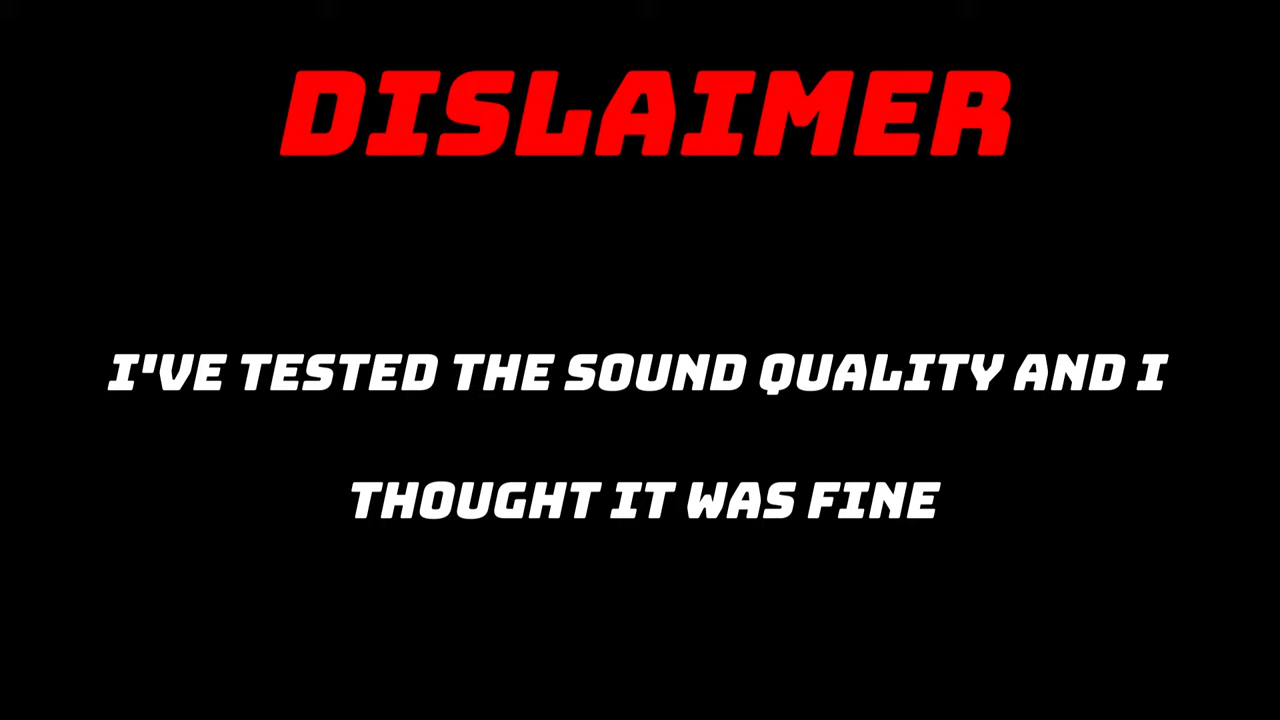 DISLAIMER
I'VE TESTED THE SOUND QUALITY AND I
THOUGHT IT WAS FINE